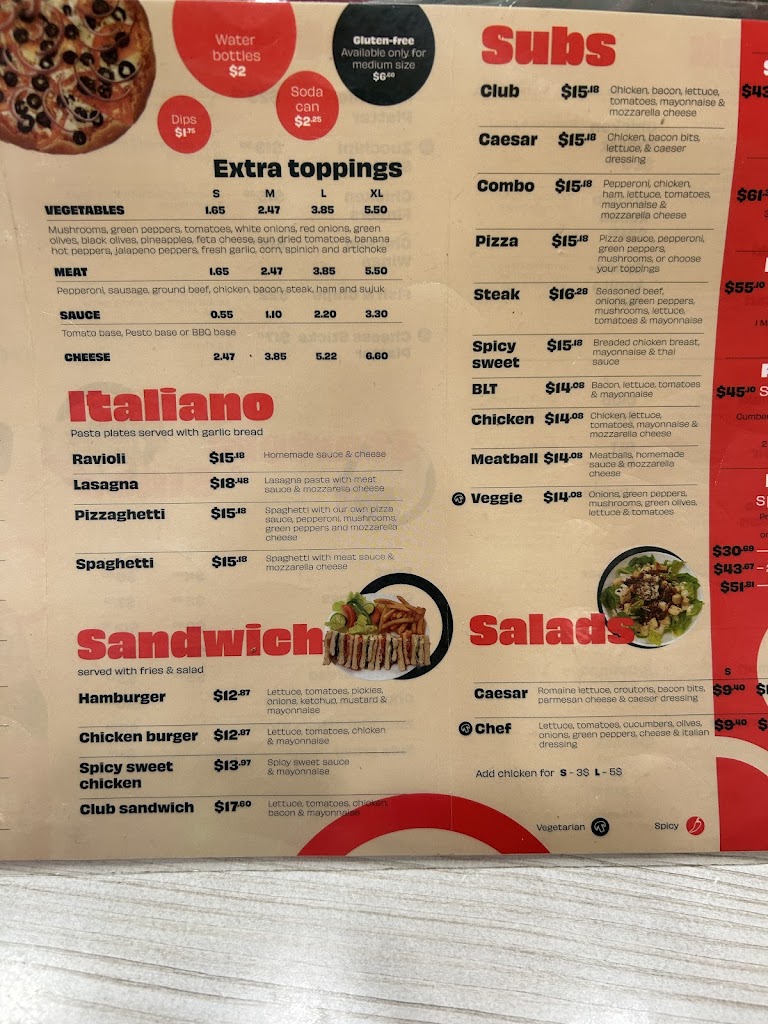 Water
bottles
$2
Gluten-free
Available only for
medium size
$6.60
Dips
$1.75
Soda
can
$2.25
Extra toppings
S M L XL
VEGETABLES 1.65 2.47 3.85 5.50
Mushrooms, green peppers, tomatoes, white onions, red onions, green
olives, black olives, pineapples, feta cheese, sun dried tomatoes, banana
hot peppers, jalapeno peppers, fresh garlic, corn, spinich and artichoke
MEAT 1.65 2.47 3.85 5.50
Pepperoni, sausage, ground beef, chicken, bacon, steak, ham and sujuk
SAUCE 0.55 1.10 2.20 3.30
Tomato base, Pesto base or BBQ base
CHEESE 2.47 3.85 5.22 6.60
Italiano
Pasta plates served with garlic bread
Ravioli $15.18 Homemade sauce & cheese
Lasagna $18.48 Lasagna pasta with meat
sauce & mozzarella cheese
Pizzaghetti $15.18 Spaghetti with our own pizza
sauce, pepperoni, mushrooms,
green peppers and mozzarella
cheese
Spaghetti $15.18 Spaghetti with meat sauce &
mozzarella cheese
Sandwich
served with fries & salad
Hamburger $12.87 Lettuce, tomatoes, pickles,
onions, ketchup, mustard &
mayonnaise
Chicken burger $12.87 Lettuce, tomatoes, chicken
& mayonnaise
Spicy sweet
chicken $13.97 Spicy sweet sauce
& mayonnaise
Club sandwich $17.60 Lettuce, tomatoes, chicken,
bacon & mayonnaise
Subs
Club $15.18 Chicken, bacon, lettuce,
tomatoes, mayonnaise &
mozzarella cheese
Caesar $15.18 Chicken, bacon bits,
lettuce, & caeser
dressing
Combo $15.18 Pepperoni, chicken,
ham, lettuce, tomatoes,
mayonnaise &
mozzarella cheese
Pizza $15.18 Pizza sauce, pepperoni,
green peppers,
mushrooms, or choose
your toppings
Steak $16.28 Seasoned beef,
onions, green peppers,
mushrooms, lettuce,
tomatoes & mayonnaise
Spicy
sweet $15.18 Breaded chicken breast,
mayonnaise & thai
sauce
BLT $14.08 Bacon, lettuce, tomatoes
& mayonnaise
Chicken $14.08 Chicken, lettuce,
tomatoes, mayonnaise &
mozzarella cheese
Meatball $14.08 Meatballs, homemade
sauce & mozzarella
cheese
Veggie $14.08 Onions, green peppers,
mushrooms, green olives,
lettuce & tomatoes
Salads
S
Caesar Romaine lettuce, croutons, bacon bits,
parmesan cheese & caeser dressing $9.40
Chef Lettuce, tomatoes, cucumbers, olives,
onions, green peppers, cheese & italian
dressing $9.40
Add chicken for S - 3$ L - 5$
Vegetarian Spicy
$43
$61
$55.10
$45.10
$30.69
$43.67
$51.81